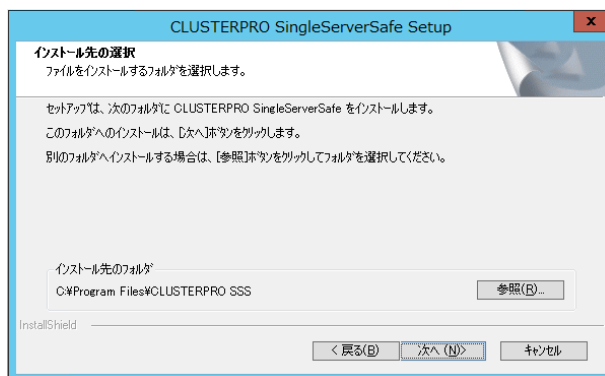 CLUSTERPRO SingleServerSafe Setup
x
インストール先の選択
ファイルをインストールするフォルダを選択します。
セットアップは、次のフォルダに CLUSTERPRO SingleServerSafe をインストールします。
このフォルダへのインストールは、[次へ]ボタンをクリックします。
別のフォルダへインストールする場合は、[参照]ボタンをクリックしてフォルダを選択してください。
インストール先のフォルダ
C:¥Program Files¥CLUSTERPRO SSS
参照(R)...
InstallShield
< 戻る(B)
次へ (N)>
キャンセル